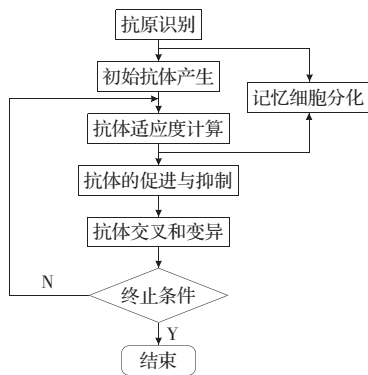 抗原识别
初始抗体产生
记忆细胞分化
抗体适应度计算
抗体的促进与抑制
抗体交叉和变异
N
终止条件
Y
结束